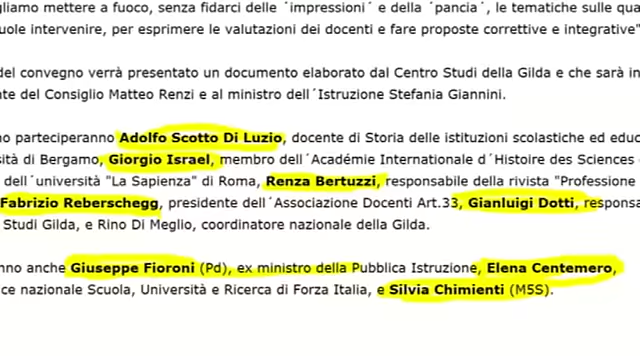 gliamo mettere a fuoco, senza fidarci delle ´impressioni´ e della ´pancia´, le tematiche sulle qua
uole intervenire, per esprimere le valutazioni dei docenti e fare proposte correttive e integrative"
del convegno verrà presentato un documento elaborato dal Centro Studi della Gilda e che sarà in
nte del Consiglio Matteo Renzi e al ministro dell´Istruzione Stefania Giannini.
no parteciperanno Adolfo Scotto Di Luzio, docente di Storia delle istituzioni scolastiche ed educ
sità di Bergamo, Giorgio Israel, membro dell´Académie Internationale d´Histoire des Sciences
dell´università "La Sapienza" di Roma, Renza Bertuzzi, responsabile della rivista "Professione
Fabrizio Reberschegg, presidente dell´Associazione Docenti Art.33, Gianluigi Dotti, responsa
Studi Gilda, e Rino Di Meglio, coordinatore nazionale della Gilda.
nno anche Giuseppe Fioroni (Pd), ex ministro della Pubblica Istruzione, Elena Centemero,
ce nazionale Scuola, Università e Ricerca di Forza Italia, e Silvia Chimienti (M5S).